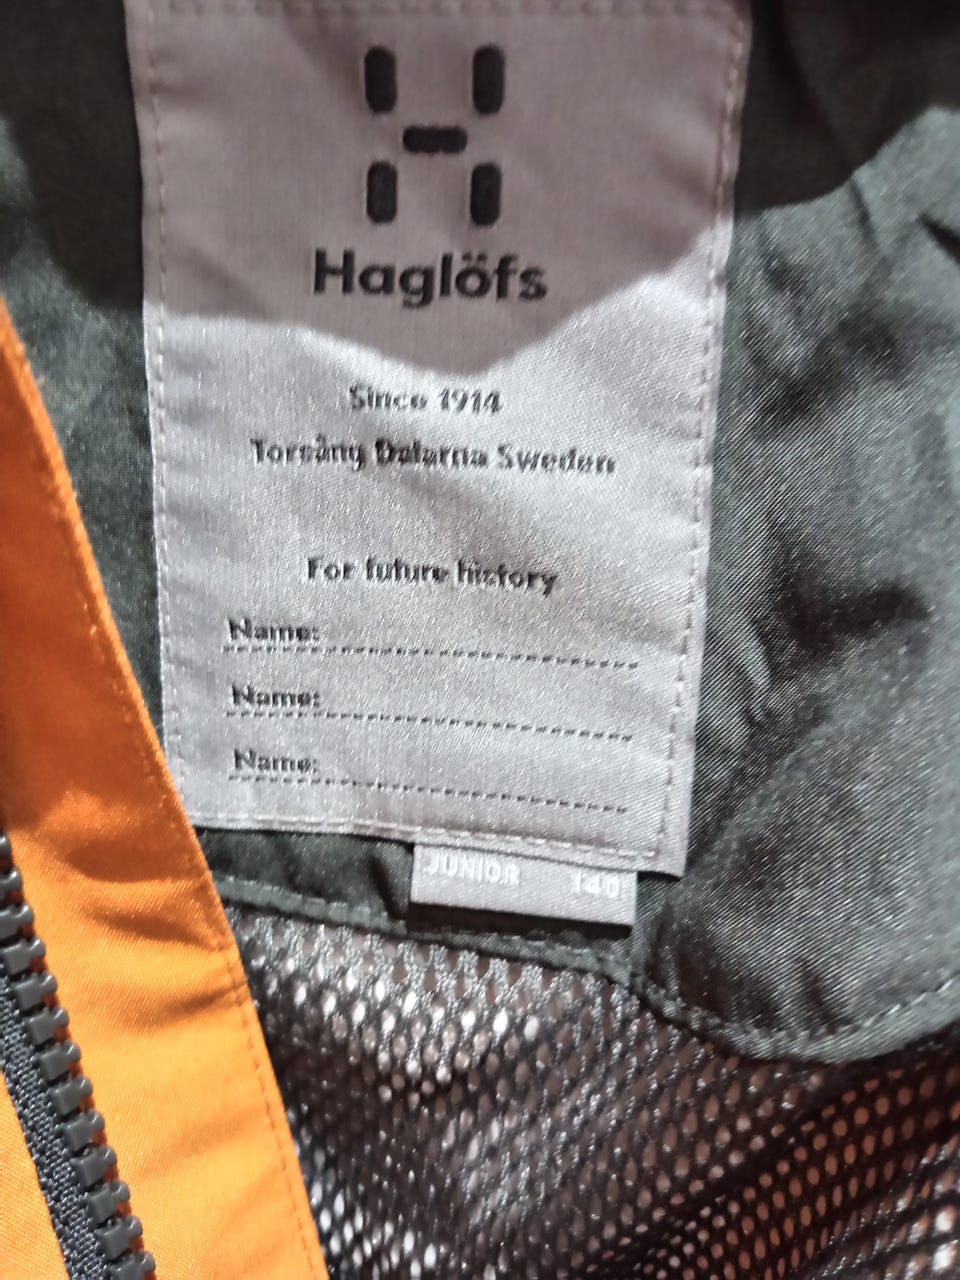 Haglöfs
Since 1914
Torsång Dalarna Sweden
For future history
Name:
Name:
Name:
JUNIOR 140